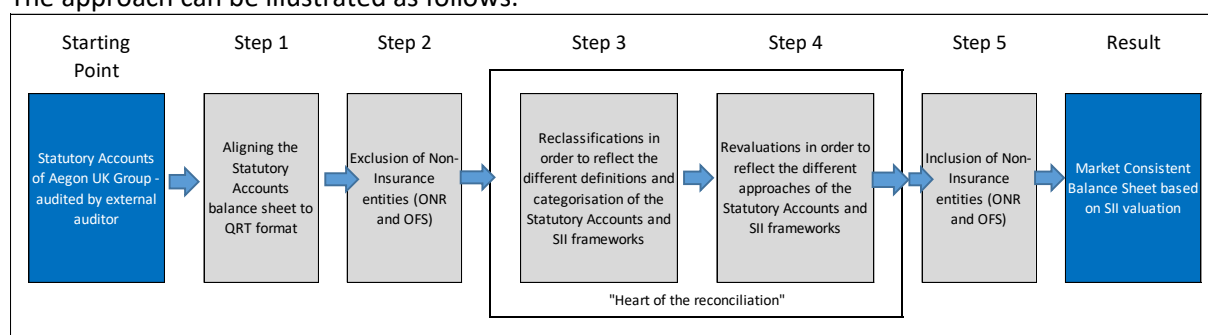 The approach can be illustrated as follows:
Starting
Point
Step 1
Step 2
Step 3
Step 4
Step 5
Result
Statutory Accounts
of Aegon UK Group -
audited by external
auditor
Aligning the
Statutory
Accounts
balance sheet to
QRT format
Exclusion of Non-
Insurance
entities (ONR
and OFS)
Reclassifications in
order to reflect the
different definitions and
categorisation of the
Statutory Accounts and
SII frameworks
Revaluations in order to
reflect the different
approaches of the
Statutory Accounts and
SII frameworks
Inclusion of Non-
Insurance
entities (ONR
and OFS)
Market Consistent
Balance Sheet based
on SII valuation
"Heart of the reconciliation"